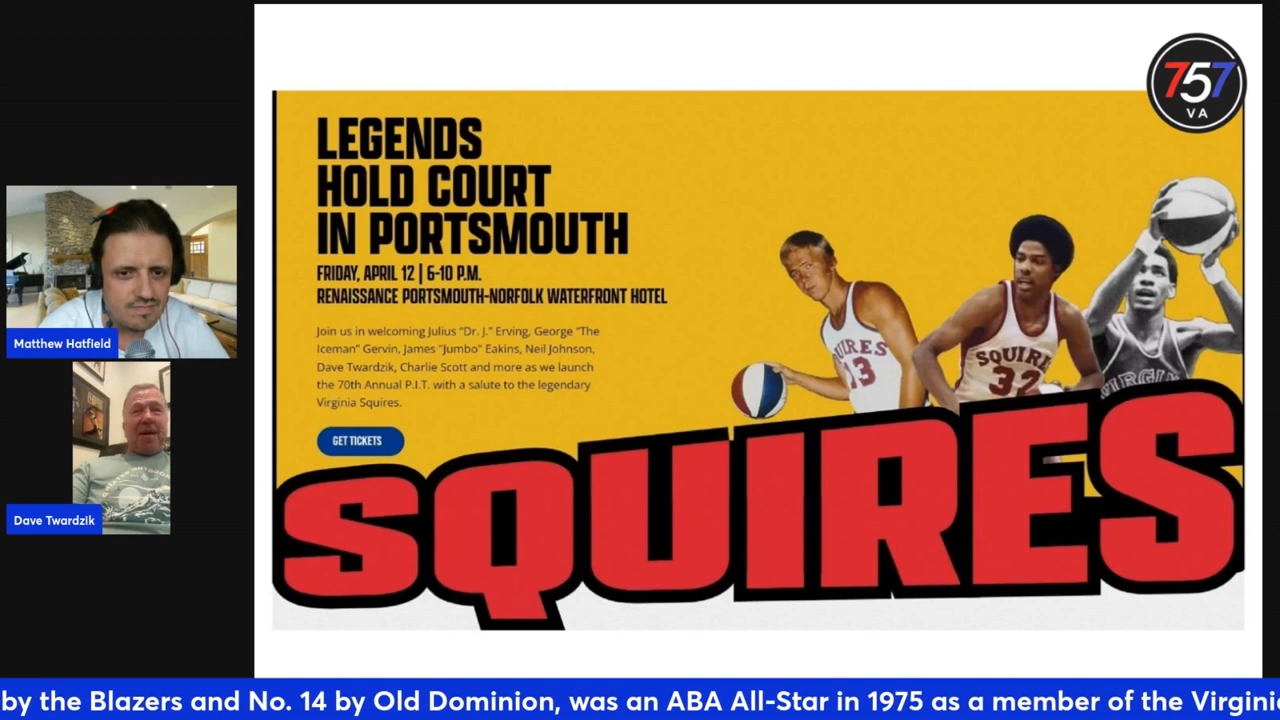 757
VA
LEGENDS
HOLD COURT
IN PORTSMOUTH
FRIDAY, APRIL 12 | 6-10 P.M.
RENAISSANCE PORTSMOUTH-NORFOLK WATERFRONT HOTEL
Join us in welcoming Julius "Dr. J." Erving, George "The
Iceman" Gervin, James "Jumbo" Eakins, Neil Johnson,
Dave Twardzik, Charlie Scott and more as we launch
the 70th Annual P.I.T. with a salute to the legendary
Virginia Squires.
GET TICKETS
UIRES
13
SQUIRE
32
VIRGIN
SQUIRES
Matthew Hatfield
Dave Twardzik
by the Blazers and No. 14 by Old Dominion, was an ABA All-Star in 1975 as a member of the Virginia